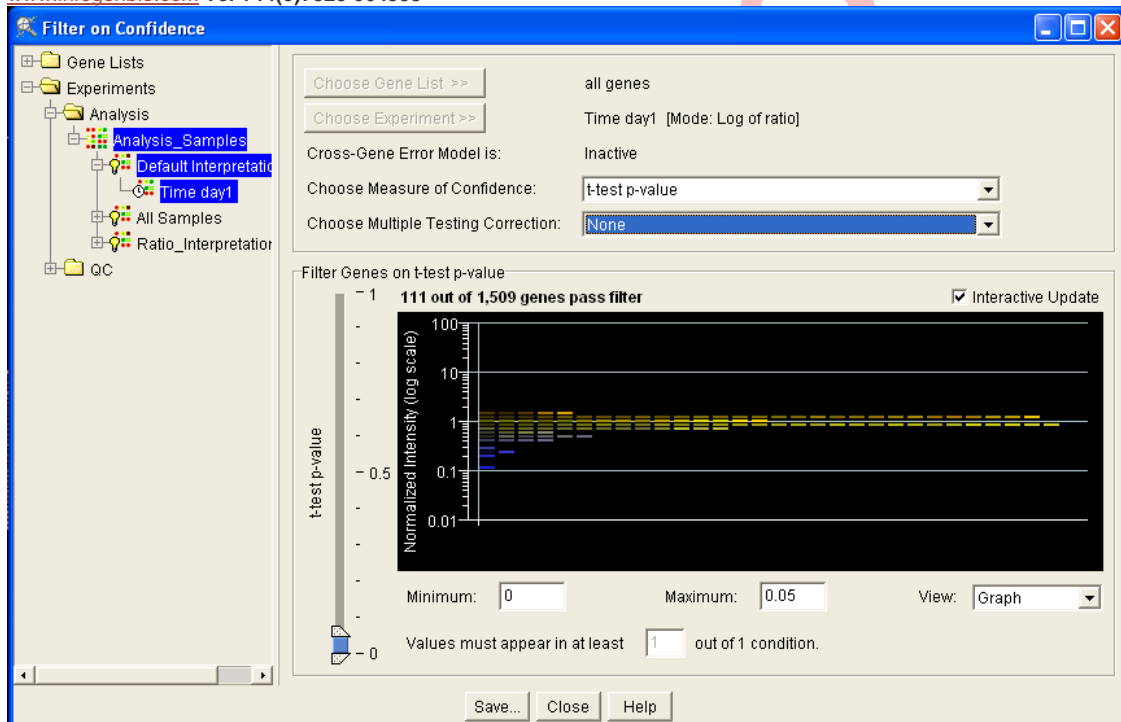 Filter on Confidence
Gene Lists
Experiments
Analysis
Analysis_Samples
Default Interpretatio
Time day1
All Samples
Ratio_Interpretation
QC
Choose Gene List >>
all genes
Choose Experiment >>
Time day1 [Mode: Log of ratio]
Cross-Gene Error Model is:
Inactive
Choose Measure of Confidence:
t-test p-value
Choose Multiple Testing Correction:
None
Filter Genes on t-test p-value
111 out of 1,509 genes pass filter
Interactive Update
t-test p-value
1
0.5
0
Normalized Intensity (log scale)
100
10
1
0.1
0.01
Minimum:
0
Maximum:
0.05
View:
Graph
Values must appear in at least
1
out of 1 condition.
Save...
Close
Help